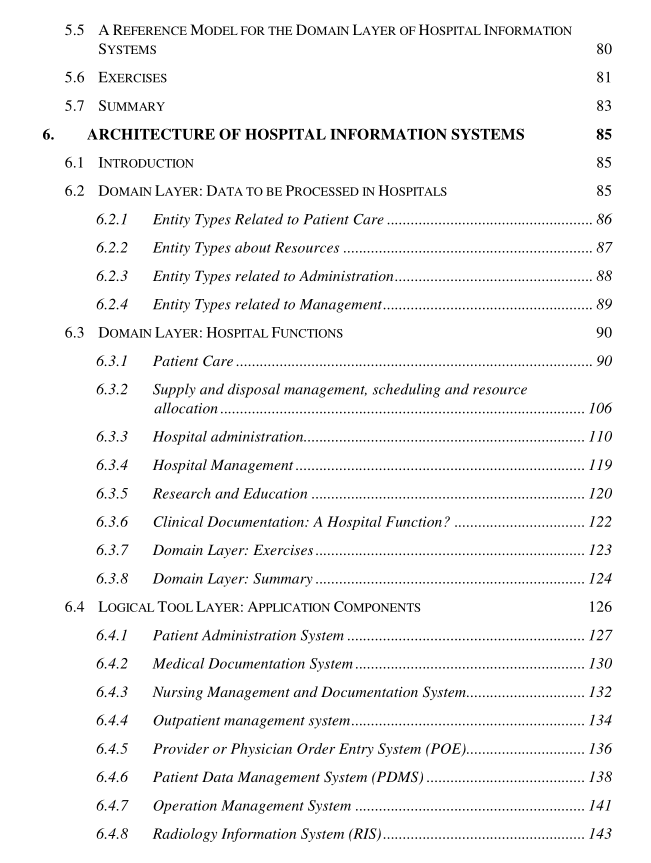 5.5 A REFERENCE MODEL FOR THE DOMAIN LAYER OF HOSPITAL INFORMATION
SYSTEMS 80
5.6 EXERCISES 81
5.7 SUMMARY 83
6. ARCHITECTURE OF HOSPITAL INFORMATION SYSTEMS 85
6.1 INTRODUCTION 85
6.2 DOMAIN LAYER: DATA TO BE PROCESSED IN HOSPITALS 85
6.2.1 Entity Types Related to Patient Care ........ 86
6.2.2 Entity Types about Resources ........ 87
6.2.3 Entity Types related to Administration ........ 88
6.2.4 Entity Types related to Management ........ 89
6.3 DOMAIN LAYER: HOSPITAL FUNCTIONS 90
6.3.1 Patient Care ........ 90
6.3.2 Supply and disposal management, scheduling and resource
allocation ........ 106
6.3.3 Hospital administration ........ 110
6.3.4 Hospital Management ........ 119
6.3.5 Research and Education ........ 120
6.3.6 Clinical Documentation: A Hospital Function? ........ 122
6.3.7 Domain Layer: Exercises ........ 123
6.3.8 Domain Layer: Summary ........ 124
6.4 LOGICAL TOOL LAYER: APPLICATION COMPONENTS 126
6.4.1 Patient Administration System ........ 127
6.4.2 Medical Documentation System ........ 130
6.4.3 Nursing Management and Documentation System ........ 132
6.4.4 Outpatient management system ........ 134
6.4.5 Provider or Physician Order Entry System (POE) ........ 136
6.4.6 Patient Data Management System (PDMS) ........ 138
6.4.7 Operation Management System ........ 141
6.4.8 Radiology Information System (RIS) ........ 143